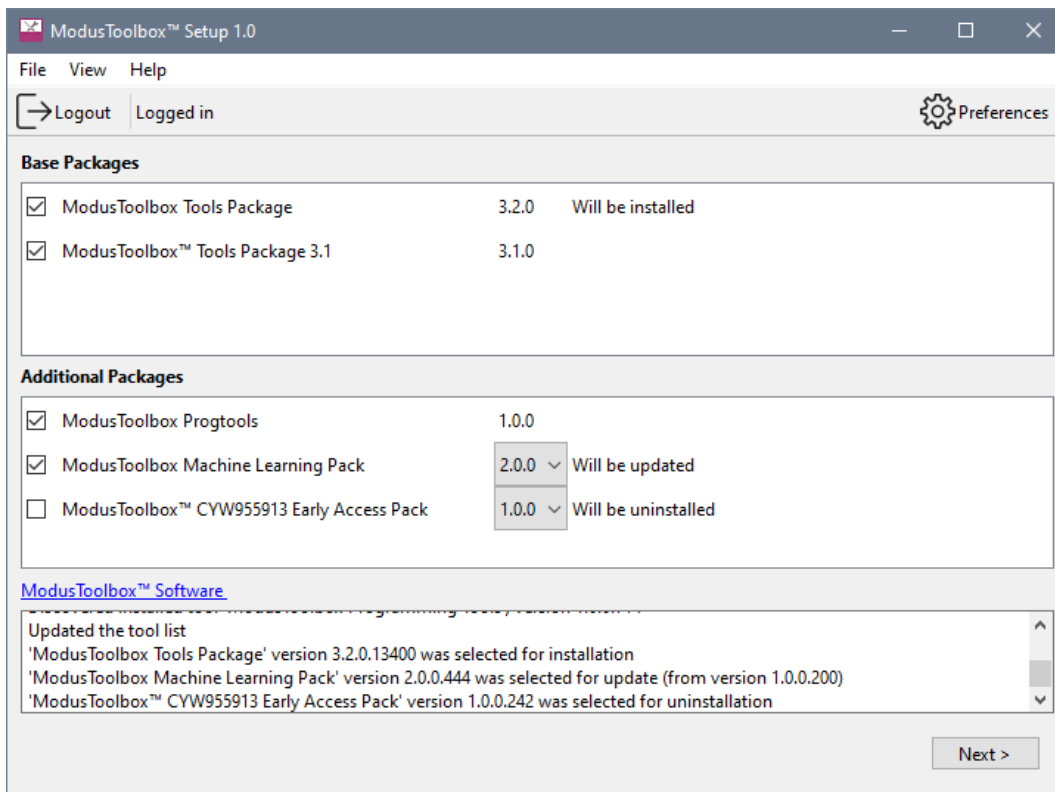 ModusToolbox™ Setup 1.0
File View Help
Logout Logged in Preferences
Base Packages
ModusToolbox Tools Package 3.2.0 Will be installed
ModusToolbox™ Tools Package 3.1 3.1.0
Additional Packages
ModusToolbox Progtools 1.0.0
ModusToolbox Machine Learning Pack 2.0.0 Will be updated
ModusToolbox™ CYW955913 Early Access Pack 1.0.0 Will be uninstalled
ModusToolbox™ Software
Updated the tool list
'ModusToolbox Tools Package' version 3.2.0.13400 was selected for installation
'ModusToolbox Machine Learning Pack' version 2.0.0.444 was selected for update (from version 1.0.0.200)
'ModusToolbox™ CYW955913 Early Access Pack' version 1.0.0.242 was selected for uninstallation
Next >